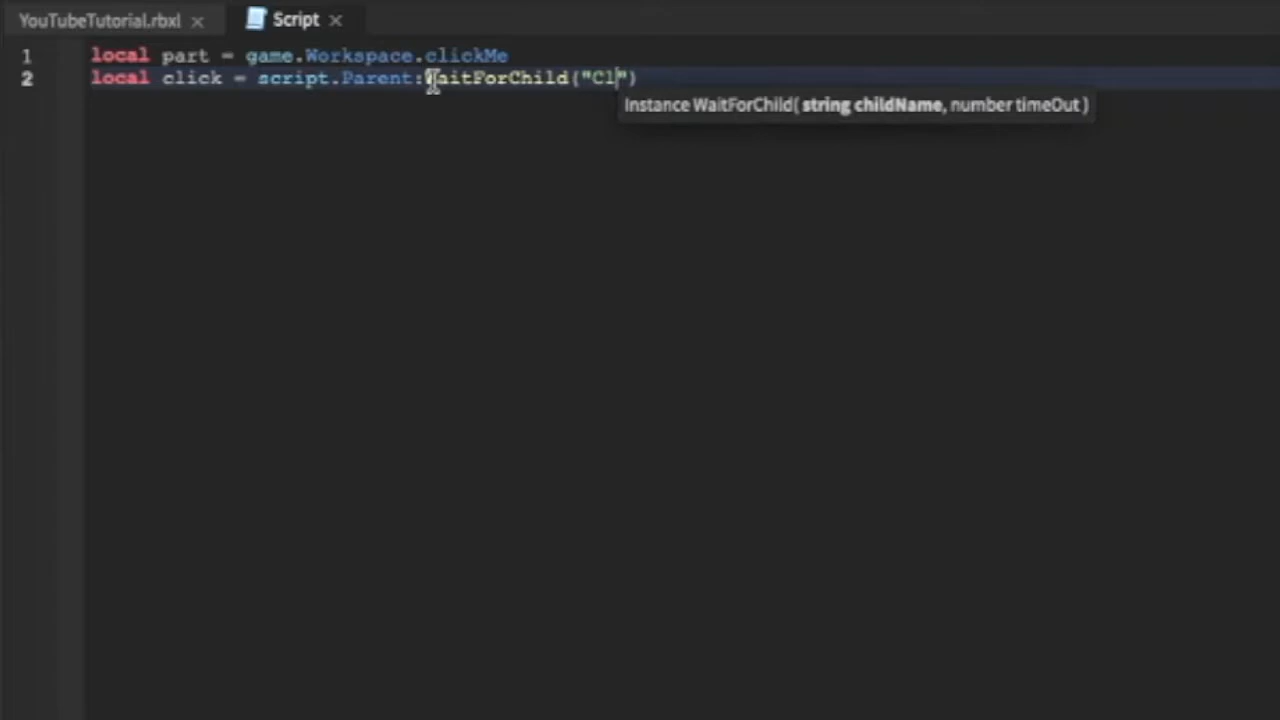 YouTubeTutorial.rbxl × Script ×
1 local part = game.Workspace.clickMe
2 local click = script.Parent:WaitForChild("Cl")
Instance WaitForChild( string childName, number timeOut )